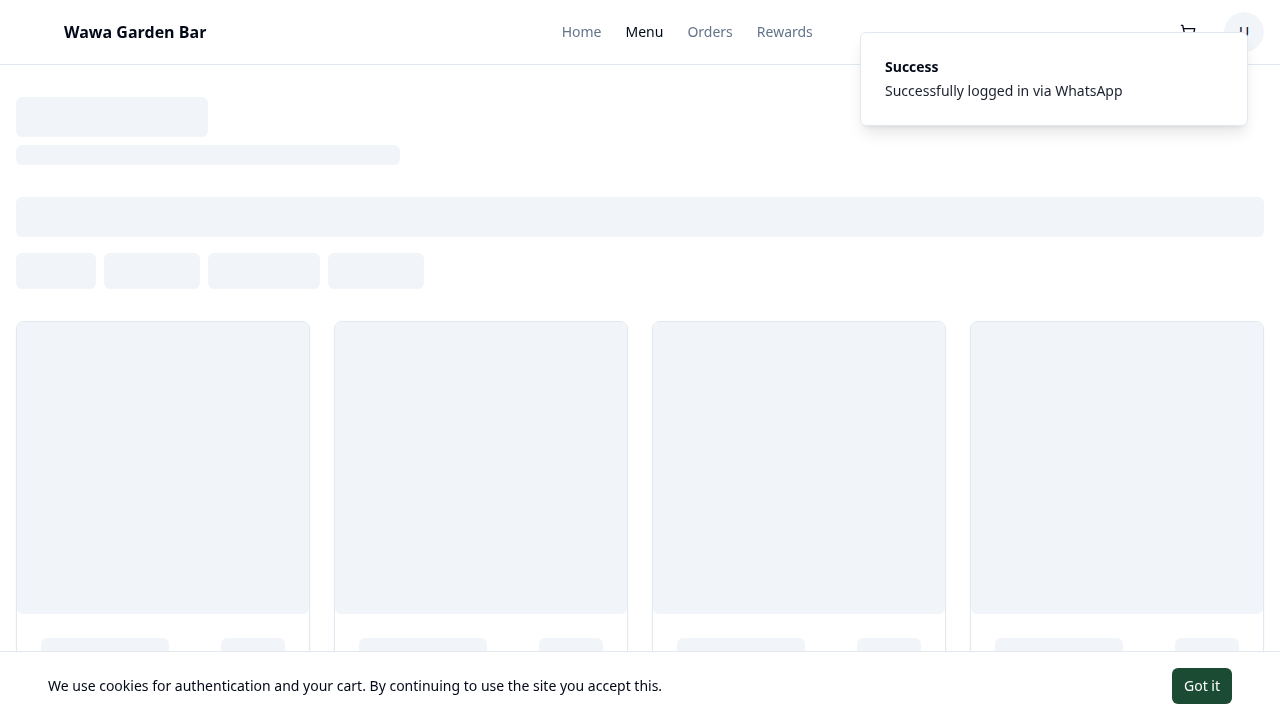 Wawa Garden Bar
Home
Menu
Orders
Rewards
U
Success
Successfully logged in via WhatsApp
We use cookies for authentication and your cart. By continuing to use the site you accept this.
Got it